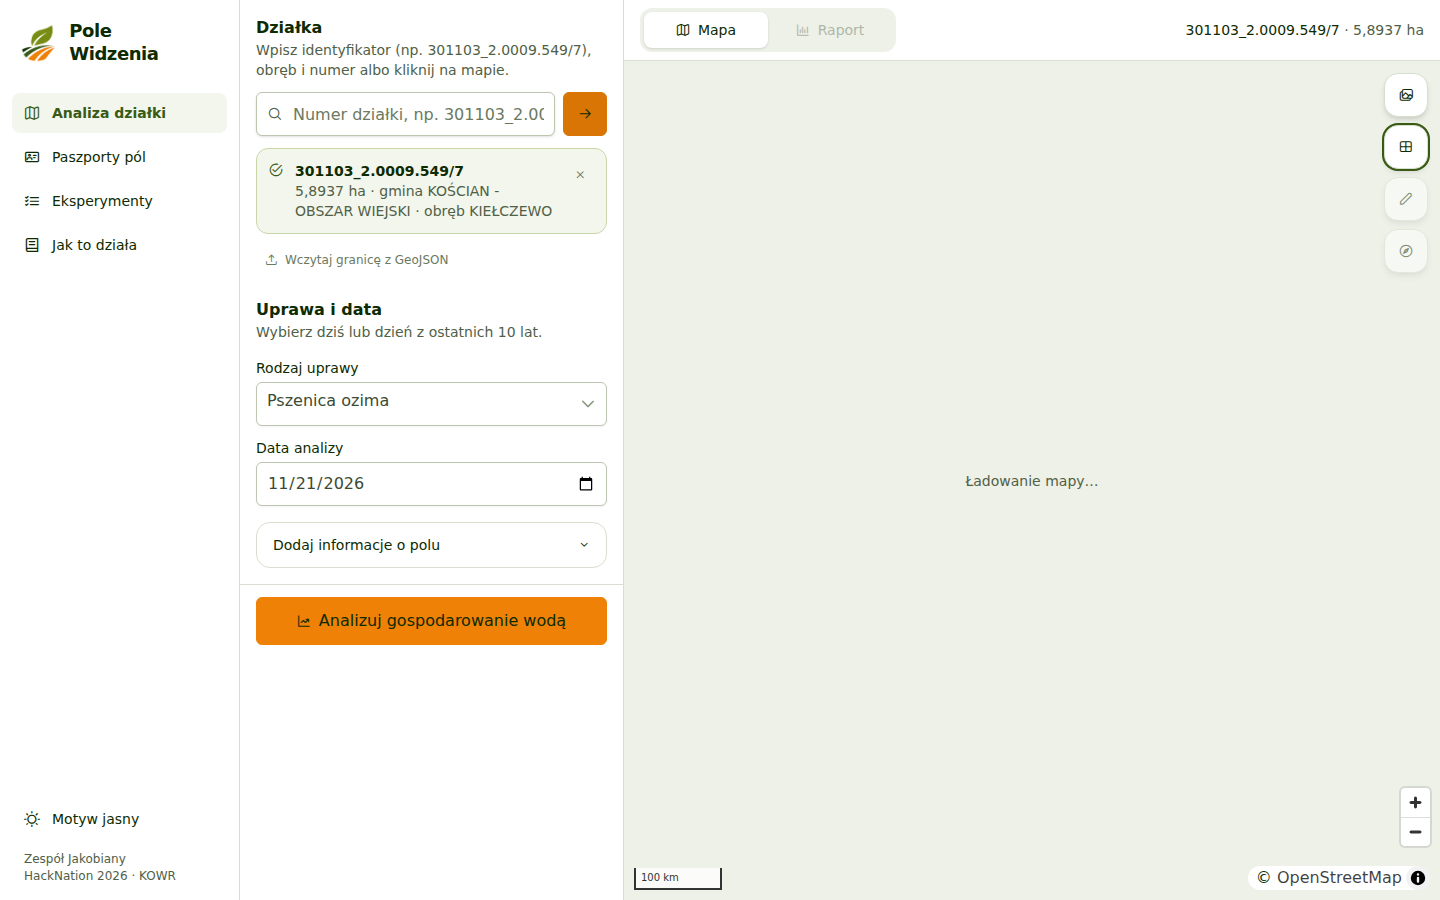 Pole
Widzenia
Analiza działki
Paszporty pól
Eksperymenty
Jak to działa
Motyw jasny
Zespół Jakobiany
HackNation 2026 · KOWR
Działka
Wpisz identyfikator (np. 301103_2.0009.549/7),
obręb i numer albo kliknij na mapie.
Numer działki, np. 301103_2.00
301103_2.0009.549/7
5,8937 ha · gmina KOŚCIAN -
OBSZAR WIEJSKI · obręb KIEŁCZEWO
Wczytaj granicę z GeoJSON
Uprawa i data
Wybierz dziś lub dzień z ostatnich 10 lat.
Rodzaj uprawy
Pszenica ozima
Data analizy
11/21/2026
Dodaj informacje o polu
Analizuj gospodarowanie wodą
Mapa
Raport
301103_2.0009.549/7 · 5,8937 ha
Ładowanie mapy...
100 km
© OpenStreetMap